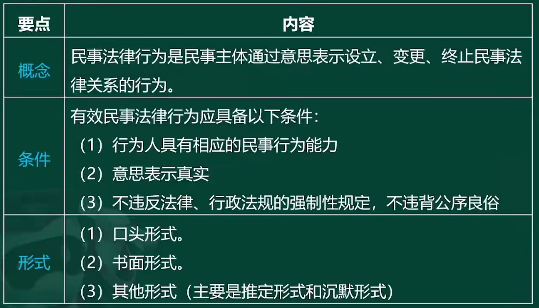 要点
内容
概念
民事法律行为是民事主体通过意思表示设立、变更、终止民事法
律关系的行为。
条件
有效民事法律行为应具备以下条件：
（1）行为人具有相应的民事行为能力
（2）意思表示真实
（3）不违反法律、行政法规的强制性规定，不违背公序良俗
形式
（1）口头形式。
（2）书面形式。
（3）其他形式（主要是推定形式和沉默形式）